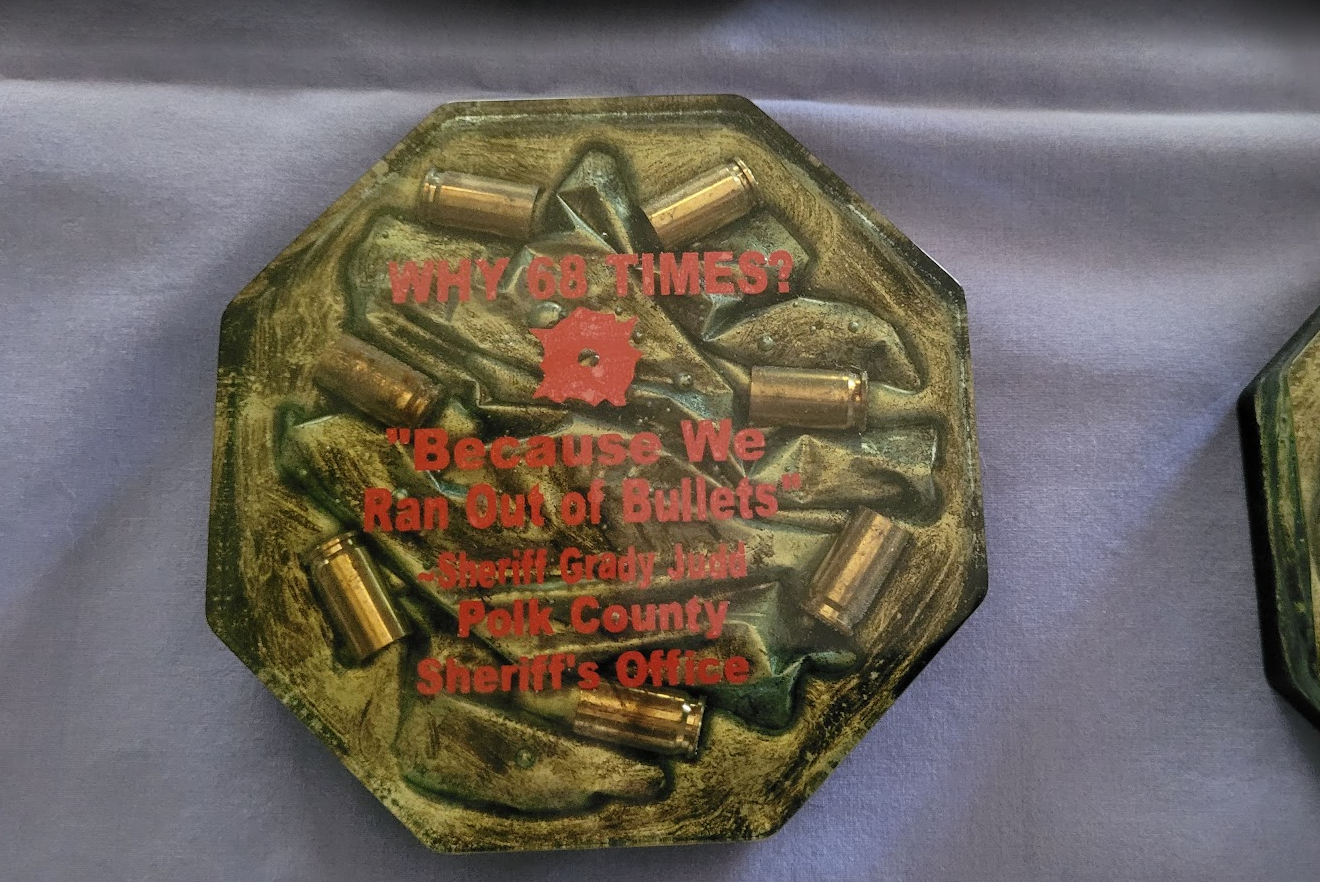 WHY 68 TIMES?
"Because We
Ran Out of Bullets"
~Sheriff Grady Judd
Polk County
Sheriff's Office